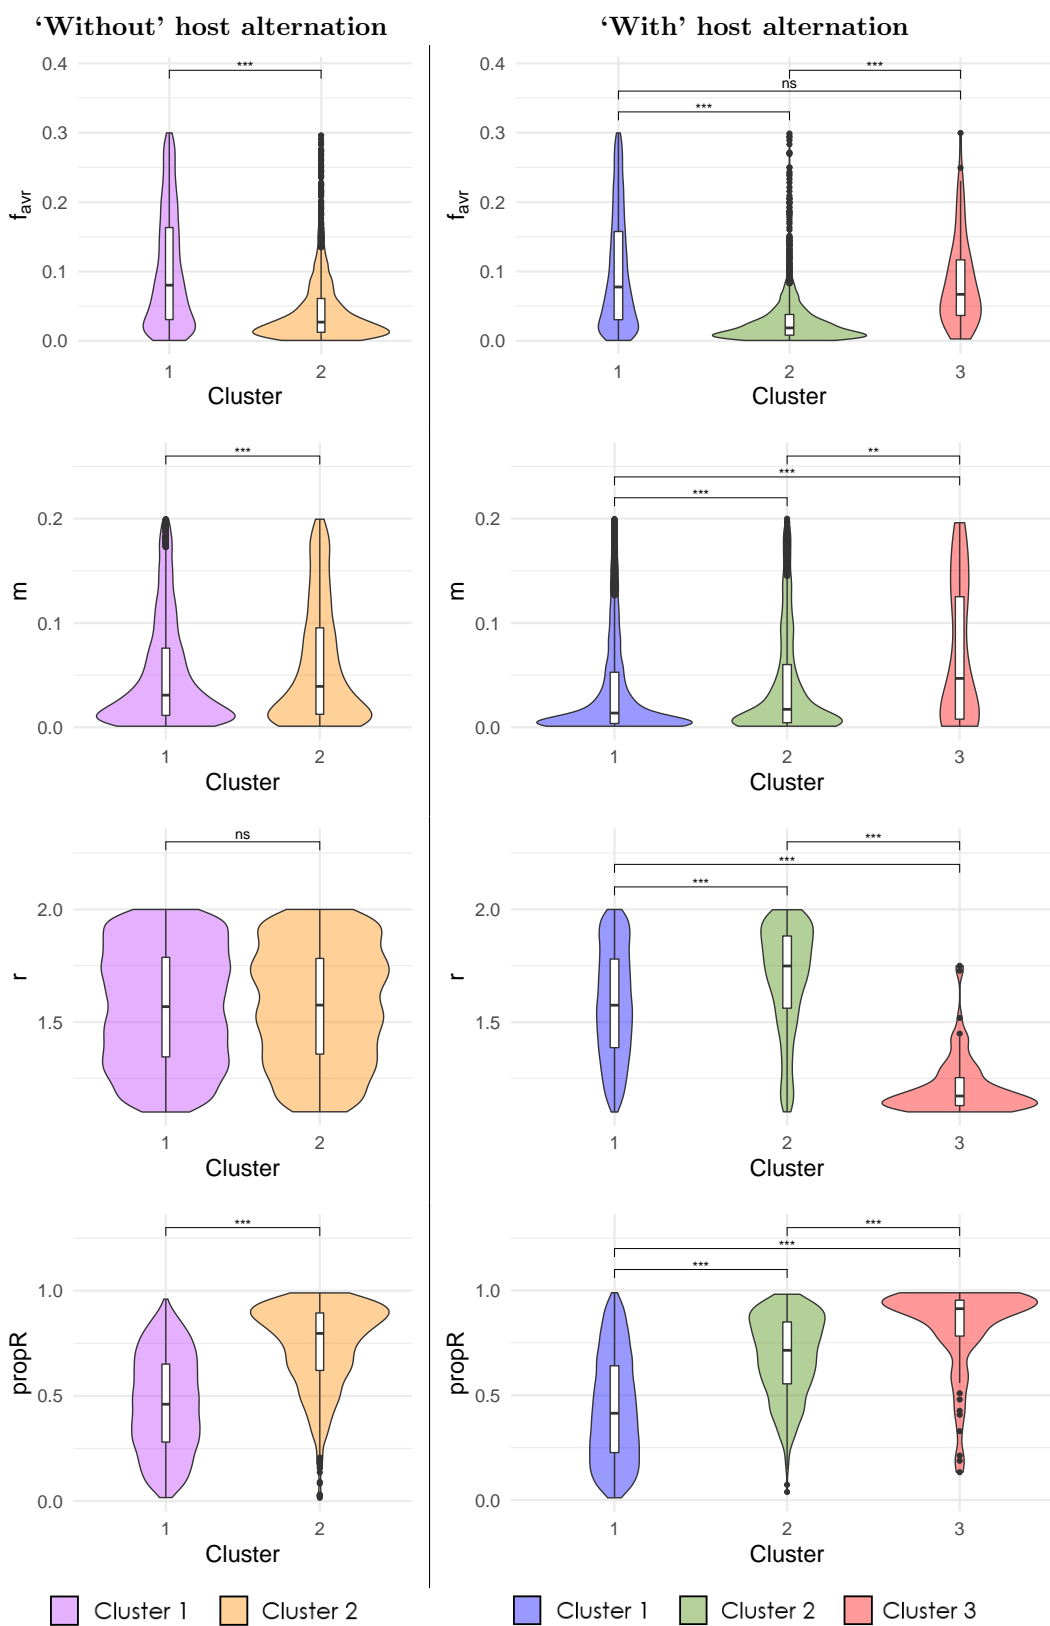 ‘Without’ host alternation
‘With’ host alternation
0.4
0.3
0.2
0.1
0.0
favr
***
1 2
Cluster
0.4
0.3
0.2
0.1
0.0
favr
***
ns
***
1 2 3
Cluster
0.2
0.1
0.0
m
***
1 2
Cluster
0.2
0.1
0.0
m
**
***
***
1 2 3
Cluster
2.0
1.5
r
ns
1 2
Cluster
2.0
1.5
r
***
***
***
1 2 3
Cluster
1.0
0.5
0.0
propR
***
1 2
Cluster
1.0
0.5
0.0
propR
***
***
***
1 2 3
Cluster
Cluster 1 Cluster 2
Cluster 1 Cluster 2 Cluster 3